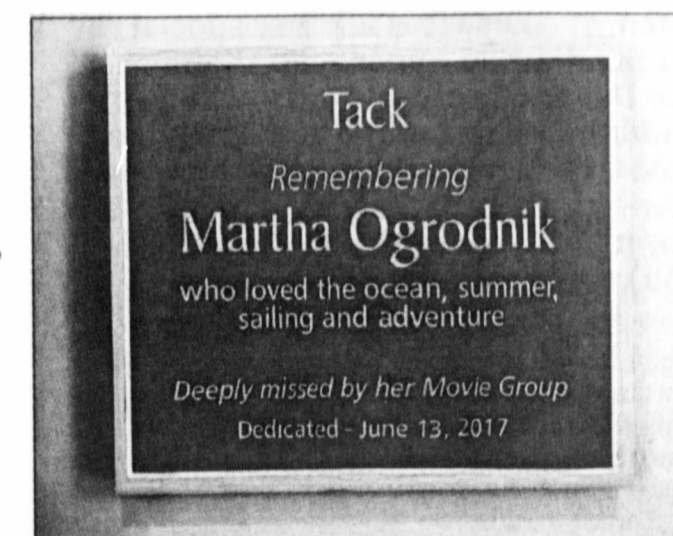 Tack
Remembering
Martha Ogrodnik
who loved the ocean, summer,
sailing and adventure
Deeply missed by her Movie Group
Dedicated - June 13, 2017